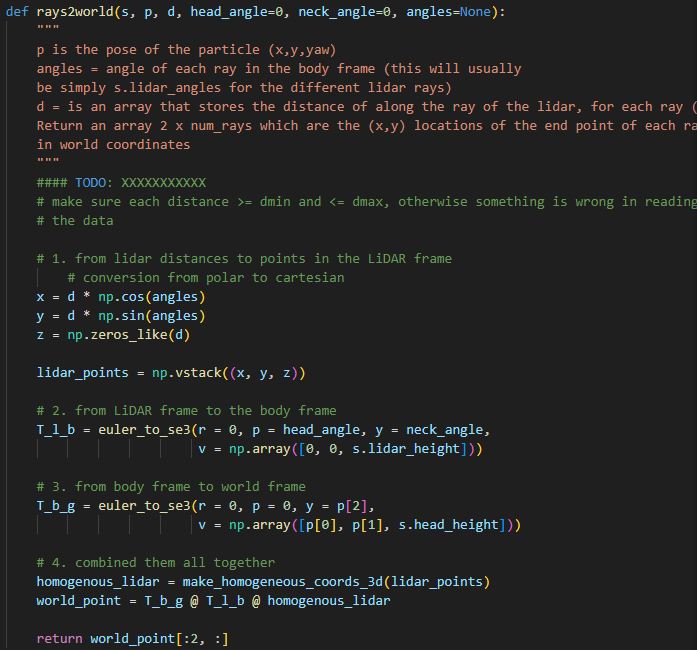 def rays2world(s, p, d, head_angle=0, neck_angle=0, angles=None):
"""
p is the pose of the particle (x,y,yaw)
angles = angle of each ray in the body frame (this will usually
be simply s.lidar_angles for the different lidar rays)
d = is an array that stores the distance of along the ray of the lidar, for each ray (
Return an array 2 x num_rays which are the (x,y) locations of the end point of each ra
in world coordinates
"""
#### TODO: XXXXXXXXXXX
# make sure each distance >= dmin and <= dmax, otherwise something is wrong in reading
# the data
# 1. from lidar distances to points in the LiDAR frame
# conversion from polar to cartesian
x = d * np.cos(angles)
y = d * np.sin(angles)
z = np.zeros_like(d)
lidar_points = np.vstack((x, y, z))
# 2. from LiDAR frame to the body frame
T_l_b = euler_to_se3(r = 0, p = head_angle, y = neck_angle,
v = np.array([0, 0, s.lidar_height]))
# 3. from body frame to world frame
T_b_g = euler_to_se3(r = 0, p = 0, y = p[2],
v = np.array([p[0], p[1], s.head_height]))
# 4. combined them all together
homogenous_lidar = make_homogeneous_coords_3d(lidar_points)
world_point = T_b_g @ T_l_b @ homogenous_lidar
return world_point[:2, :]